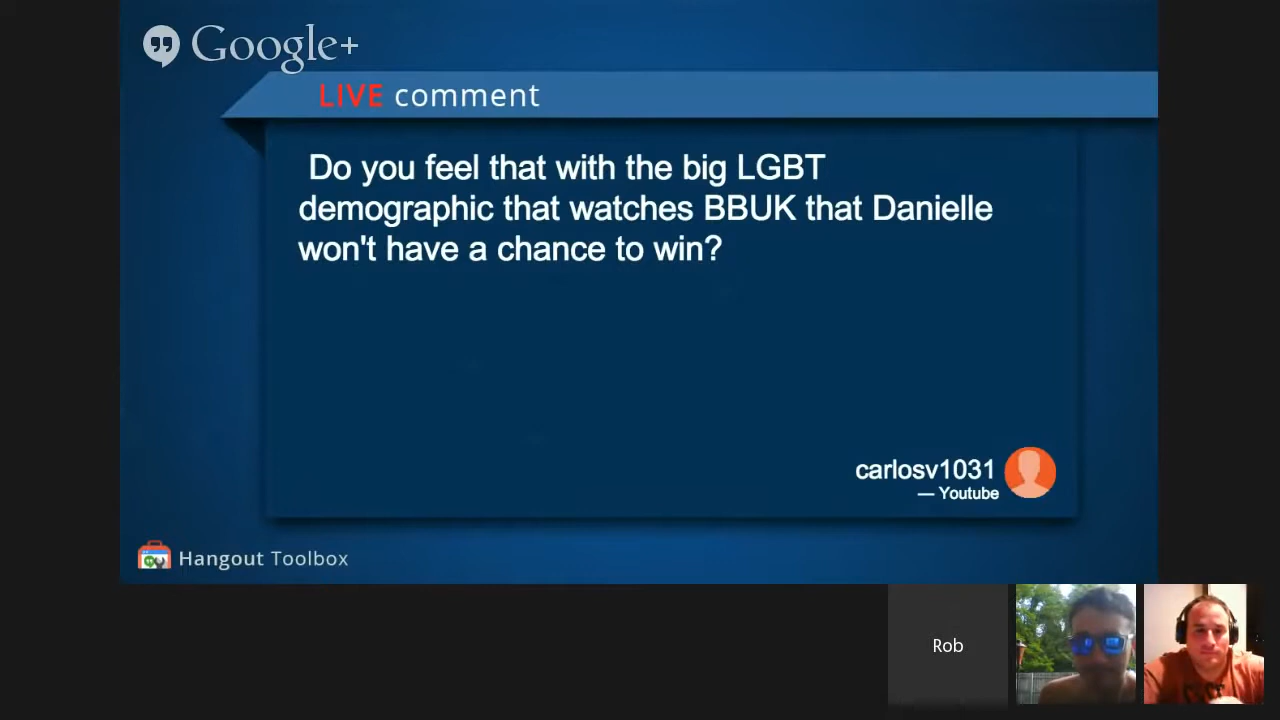 Google+
LIVE comment
Do you feel that with the big LGBT
demographic that watches BBUK that Danielle
won't have a chance to win?
carlosv1031
— Youtube
Hangout Toolbox
Rob